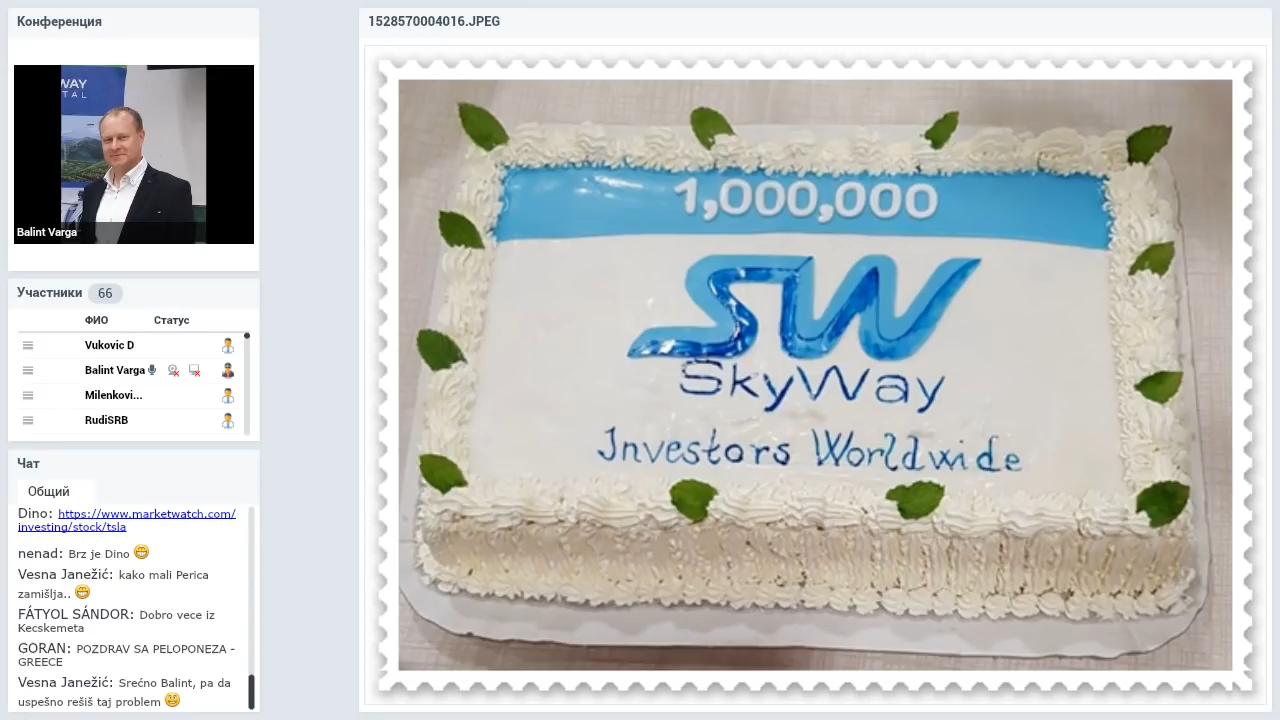 Конференция
WAY
TAL
Balint Varga
Участники 66
ФИО Статус
Vukovic D
Balint Varga
Milenkovi...
RudiSRB
Чат
Общий
Dino: https://www.marketwatch.com/
investing/stock/tsla
nenad: Brz je Dino
Vesna Janežić: kako mali Perica
zamišlja..
FÁTYOL SÁNDOR: Dobro vece iz
Kecskemeta
GORAN: POZDRAV SA PELOPONEZA -
GREECE
Vesna Janežić: Srećno Balint, pa da
uspešno rešiš taj problem
1528570004016.JPEG
1,000,000
SW
SkyWay
Investors Worldwide